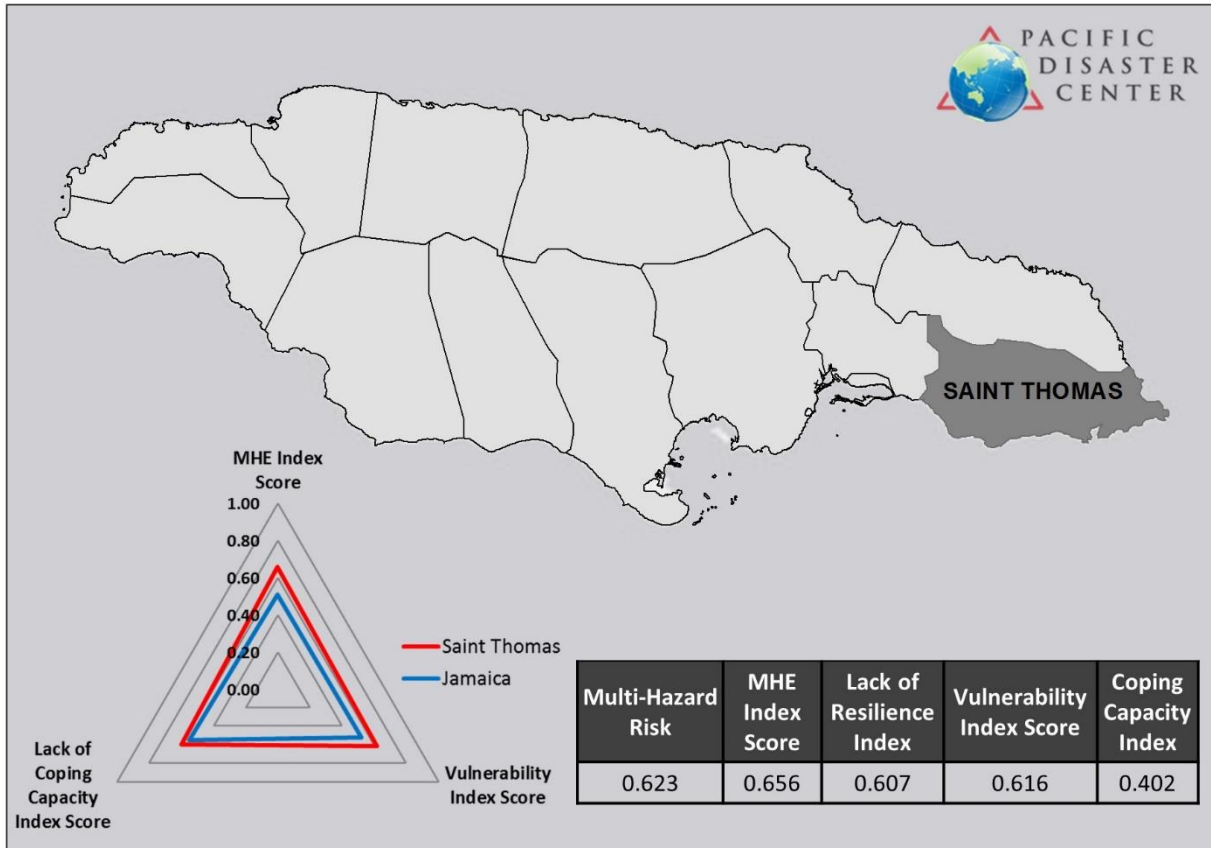 PACIFIC
DISASTER
CENTER
SAINT THOMAS
MHE Index
Score
1.00
0.80
0.60
0.40
0.20
0.00
Saint Thomas
Jamaica
Lack of
Coping
Capacity
Index Score
Vulnerability
Index Score
Multi-Hazard
Risk
MHE
Index
Score
Lack of
Resilience
Index
Vulnerability
Index Score
Coping
Capacity
Index
0.623
0.656
0.607
0.616
0.402